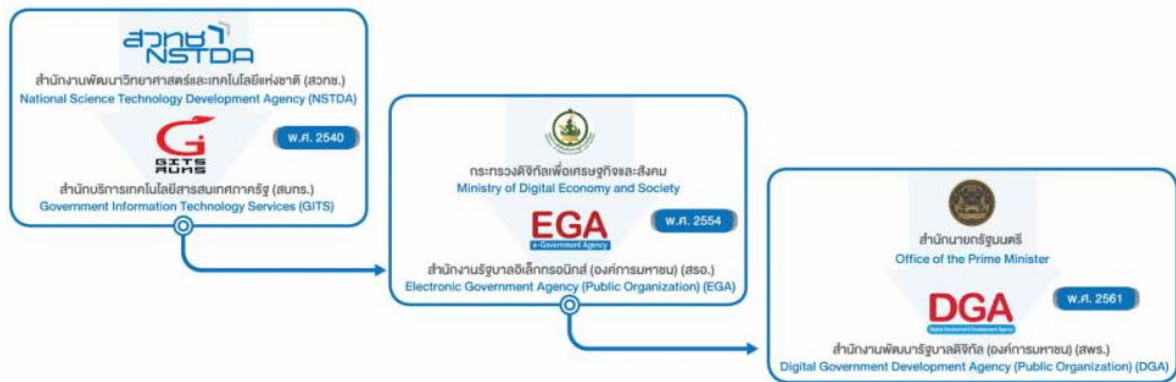 สวทช
NSTDA
สำนักงานพัฒนาวิทยาศาสตร์และเทคโนโลยีแห่งชาติ (สวทช.)
National Science Technology Development Agency (NSTDA)
พ.ศ. 2540
GITS
สบทร
สำนักบริการเทคโนโลยีสารสนเทศภาครัฐ (สบทร.)
Government Information Technology Services (GITS)
กระทรวงดิจิทัลเพื่อเศรษฐกิจและสังคม
Ministry of Digital Economy and Society
EGA
e-Government Agency
พ.ศ. 2554
สำนักงานรัฐบาลอิเล็กทรอนิกส์ (องค์การมหาชน) (สรอ.)
Electronic Government Agency (Public Organization) (EGA)
สำนักนายกรัฐมนตรี
Office of the Prime Minister
DGA
Digital Government Development Agency
พ.ศ. 2561
สำนักงานพัฒนารัฐบาลดิจิทัล (องค์การมหาชน) (สพร.)
Digital Government Development Agency (Public Organization) (DGA)